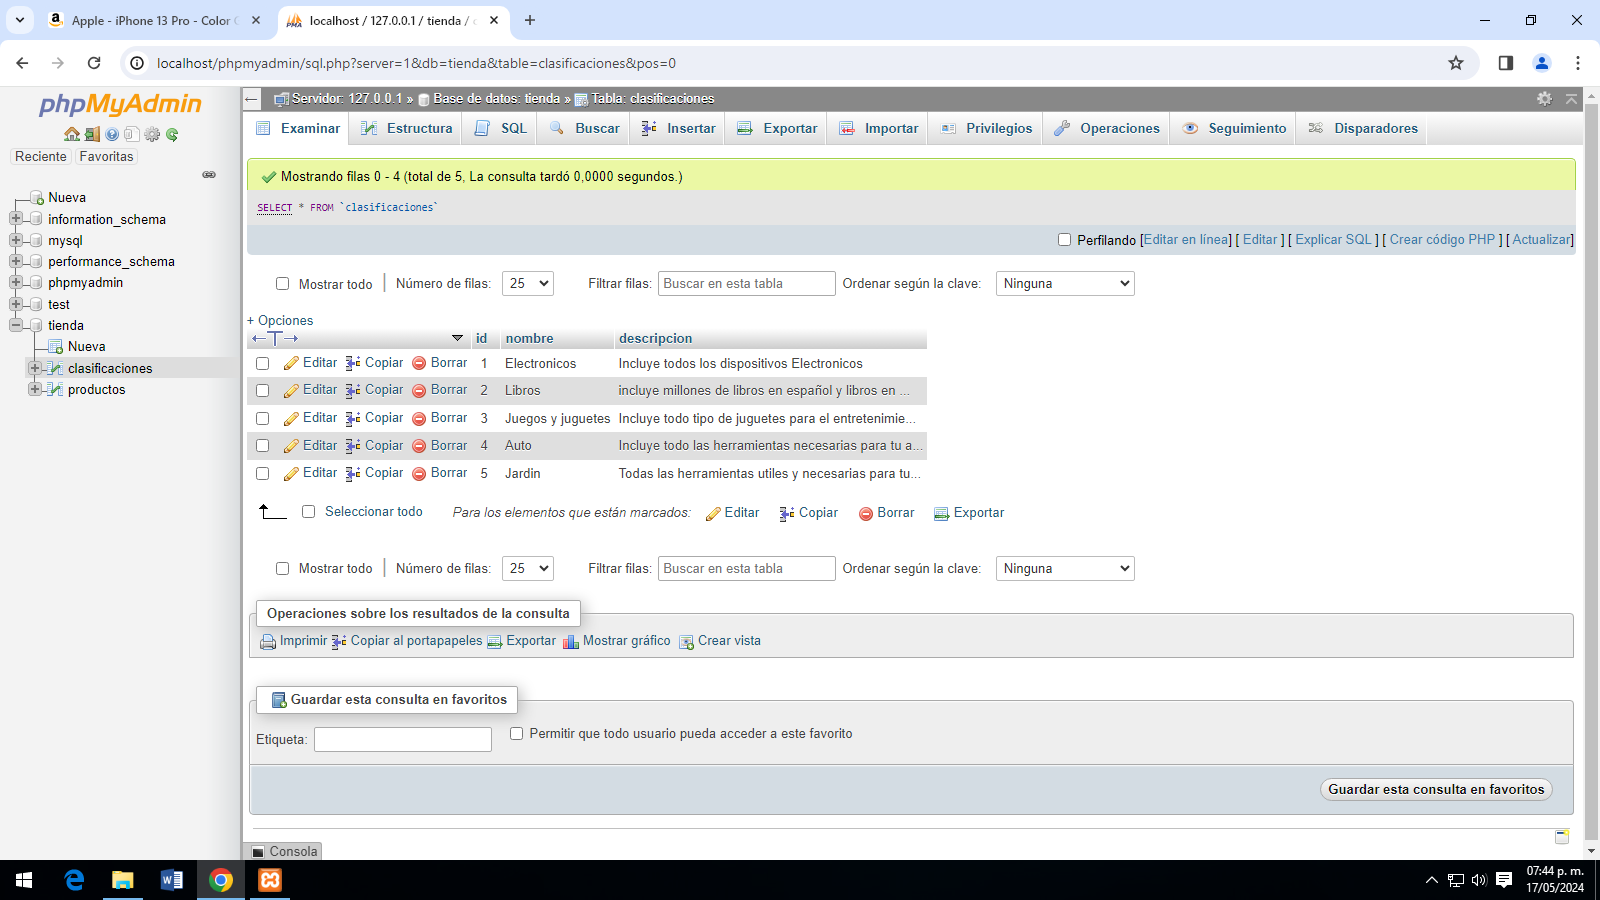 Apple - iPhone 13 Pro - Color
localhost / 127.0.0.1 / tienda /
localhost/phpmyadmin/sql.php?server=1&db=tienda&table=clasificaciones&pos=0
phpMyAdmin
Reciente Favoritas
Nueva
information_schema
mysql
performance_schema
phpmyadmin
test
tienda
Nueva
clasificaciones
productos
Servidor: 127.0.0.1 » Base de datos: tienda » Tabla: clasificaciones
Examinar Estructura SQL Buscar Insertar Exportar Importar Privilegios Operaciones Seguimiento Disparadores
Mostrando filas 0 - 4 (total de 5, La consulta tardó 0,0000 segundos.)
SELECT * FROM `clasificaciones`
Perfilando [Editar en línea] [ Editar ] [ Explicar SQL ] [ Crear código PHP ] [ Actualizar]
Mostrar todo Número de filas: 25 Filtrar filas: Buscar en esta tabla Ordenar según la clave: Ninguna
+ Opciones
id nombre descripcion
Editar Copiar Borrar 1 Electronicos Incluye todos los dispositivos Electronicos
Editar Copiar Borrar 2 Libros incluye millones de libros en español y libros en ...
Editar Copiar Borrar 3 Juegos y juguetes Incluye todo tipo de juguetes para el entretenimie...
Editar Copiar Borrar 4 Auto Incluye todo las herramientas necesarias para tu a...
Editar Copiar Borrar 5 Jardin Todas las herramientas utiles y necesarias para tu...
Seleccionar todo Para los elementos que están marcados: Editar Copiar Borrar Exportar
Mostrar todo Número de filas: 25 Filtrar filas: Buscar en esta tabla Ordenar según la clave: Ninguna
Operaciones sobre los resultados de la consulta
Imprimir Copiar al portapapeles Exportar Mostrar gráfico Crear vista
Guardar esta consulta en favoritos
Etiqueta: Permitir que todo usuario pueda acceder a este favorito
Guardar esta consulta en favoritos
Consola
07:44 p. m.
17/05/2024